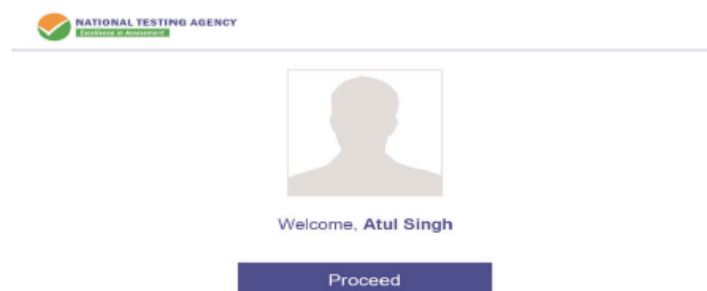 NATIONAL TESTING AGENCY
Excellence in Assessment
Welcome, Atul Singh
Proceed